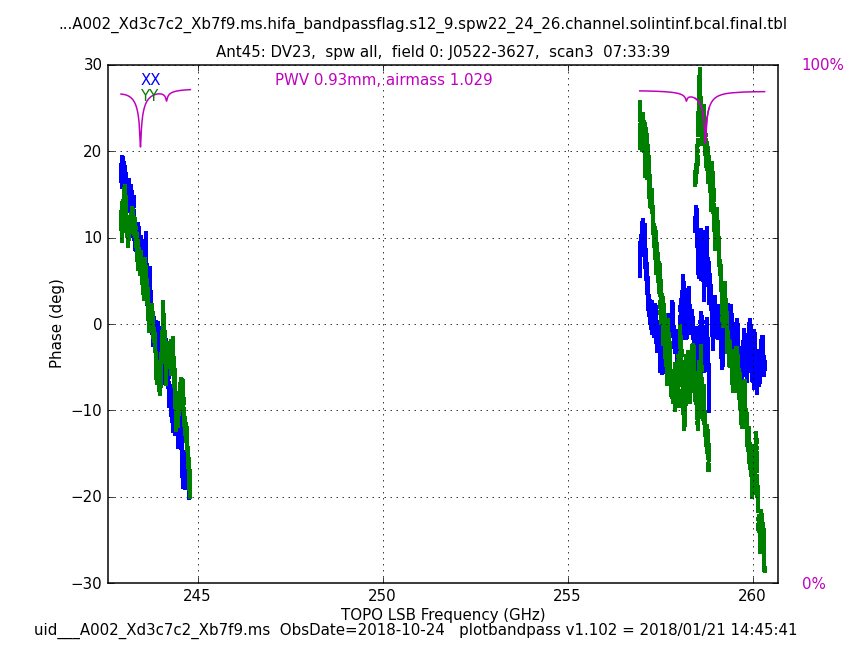 ...A002_Xd3c7c2_Xb7f9.ms.hifa_bandpassflag.s12_9.spw22_24_26.channel.solintinf.bcal.final.tbl
Ant45: DV23,  spw all,  field 0: J0522-3627,  scan3  07:33:39
30
XX
YY
PWV 0.93mm, airmass 1.029
100%
20
10
0
−10
−20
−30
0%
Phase (deg)
245
250
255
260
TOPO LSB Frequency (GHz)
uid___A002_Xd3c7c2_Xb7f9.ms  ObsDate=2018-10-24   plotbandpass v1.102 = 2018/01/21 14:45:41